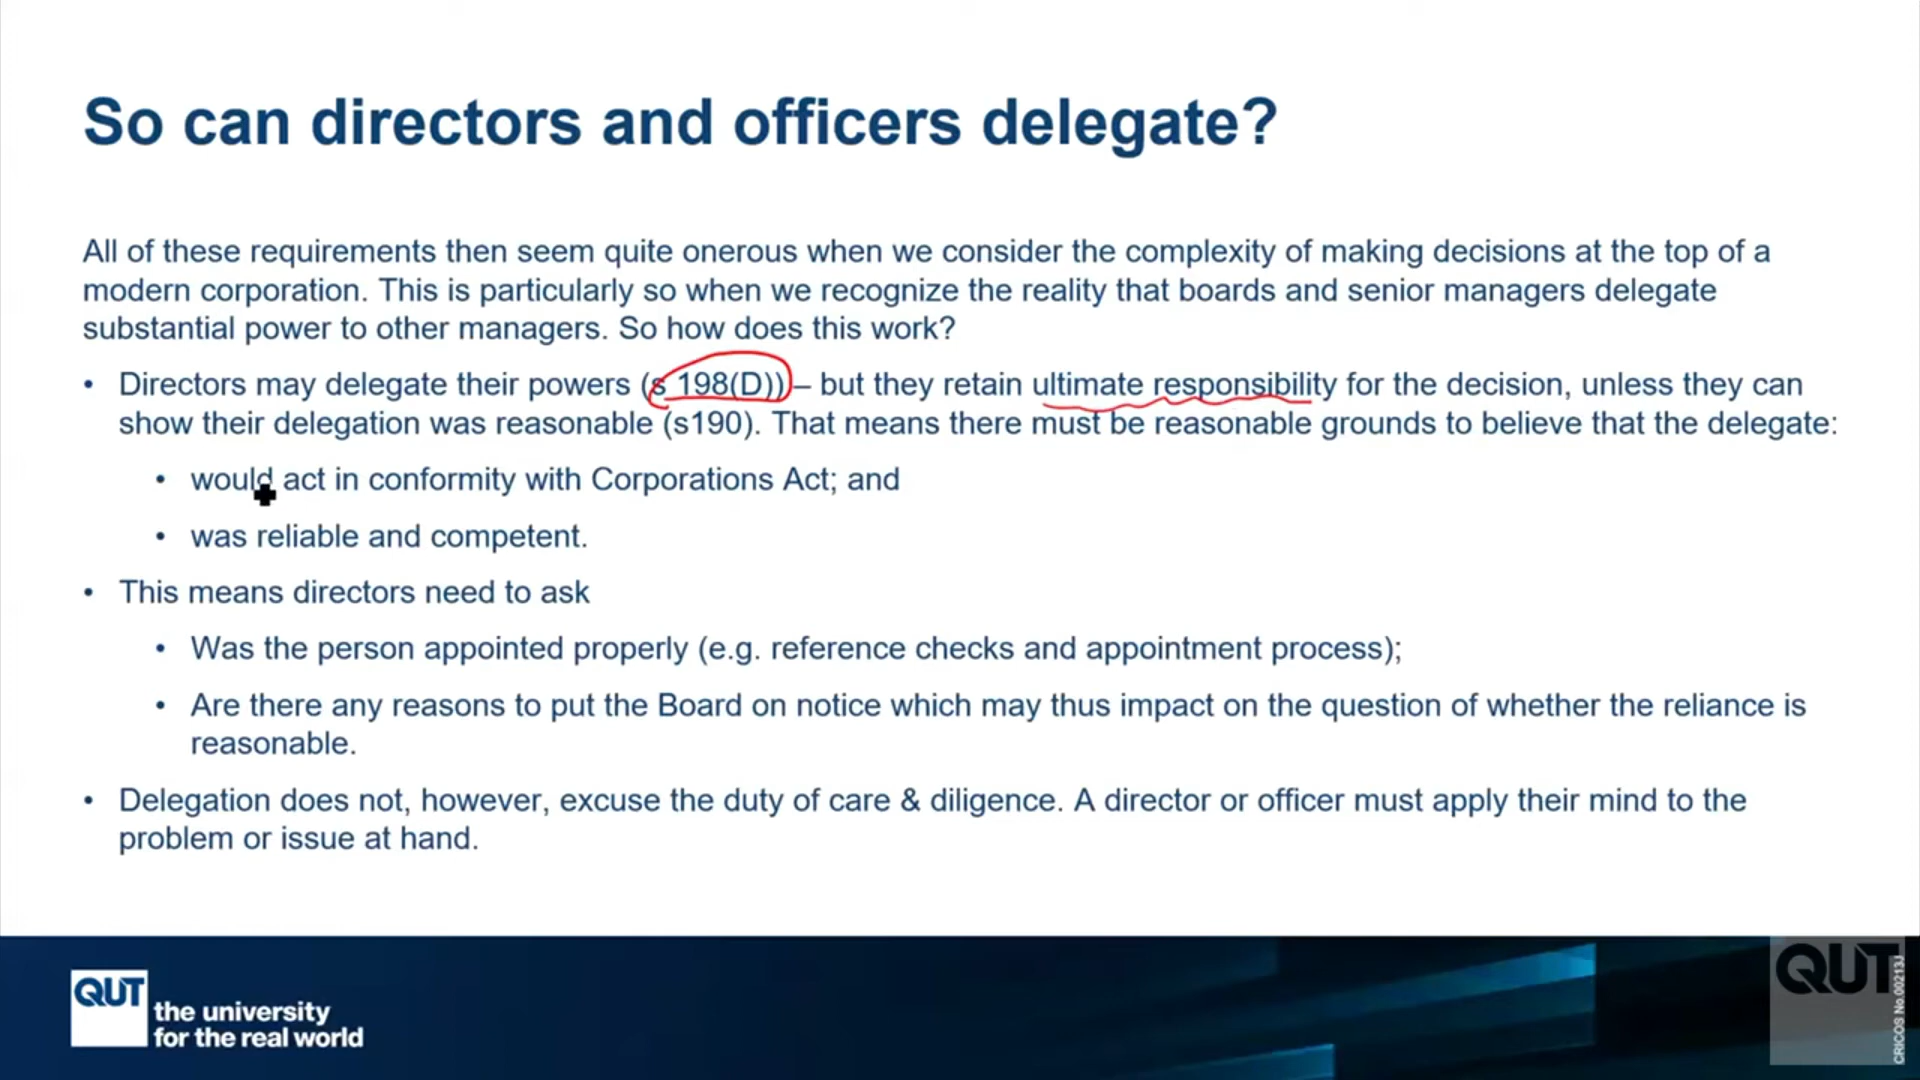 So can directors and officers delegate?
All of these requirements then seem quite onerous when we consider the complexity of making decisions at the top of a
modern corporation. This is particularly so when we recognize the reality that boards and senior managers delegate
substantial power to other managers. So how does this work?
• Directors may delegate their powers (s 198(D)) – but they retain ultimate responsibility for the decision, unless they can
show their delegation was reasonable (s190). That means there must be reasonable grounds to believe that the delegate:
• would act in conformity with Corporations Act; and
• was reliable and competent.
• This means directors need to ask
• Was the person appointed properly (e.g. reference checks and appointment process);
• Are there any reasons to put the Board on notice which may thus impact on the question of whether the reliance is
reasonable.
• Delegation does not, however, excuse the duty of care & diligence. A director or officer must apply their mind to the
problem or issue at hand.
QUT
the university
for the real world
QUT
CRICOS No.00213J